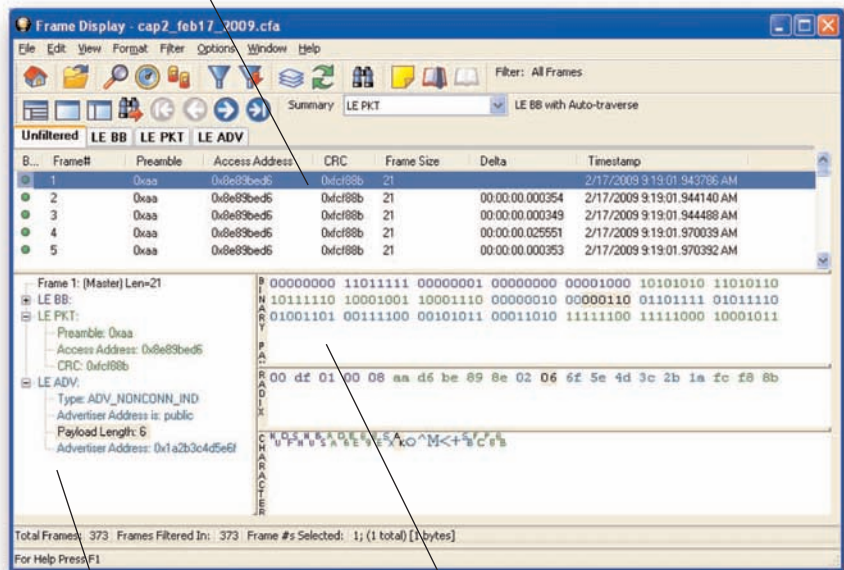 Frame Display - cap2_feb17_2009.cfa
File Edit View Format Filter Options Window Help
Filter: All Frames
Summary LE PKT LE BB with Auto-traverse
Unfiltered LE BB LE PKT LE ADV
B... Frame# Preamble Access Address CRC Frame Size Delta Timestamp
1 0xaa 0x8e89bed6 0xfcf88b 21 2/17/2009 9:19:01.943786 AM
2 0xaa 0x8e89bed6 0xfcf88b 21 00:00:00.000354 2/17/2009 9:19:01.944140 AM
3 0xaa 0x8e89bed6 0xfcf88b 21 00:00:00.000349 2/17/2009 9:19:01.944488 AM
4 0xaa 0x8e89bed6 0xfcf88b 21 00:00:00.025551 2/17/2009 9:19:01.970039 AM
5 0xaa 0x8e89bed6 0xfcf88b 21 00:00:00.000353 2/17/2009 9:19:01.970392 AM
Frame 1: (Master) Len=21
LE BB:
LE PKT:
Preamble: 0xaa
Access Address: 0x8e89bed6
CRC: 0xfcf88b
LE ADV:
Type: ADV_NONCONN_IND
Advertiser Address is: public
Payload Length: 6
Advertiser Address: 0x1a2b3c4d5e6f
BINARY PA..
00000000 11011111 00000001 00000000 00001000 10101010 11010110
10111110 10001001 10001110 00000010 00000110 01101111 01011110
01001101 00111100 00101011 00011010 11111100 11111000 10001011
RADIX
00 df 01 00 08 aa d6 be 89 8e 02 06 6f 5e 4d 3c 2b 1a fc f8 8b
CHARACTER
Total Frames: 373 Frames Filtered In: 373 Frame #s Selected: 1; (1 total) [1 bytes]
For Help Press F1